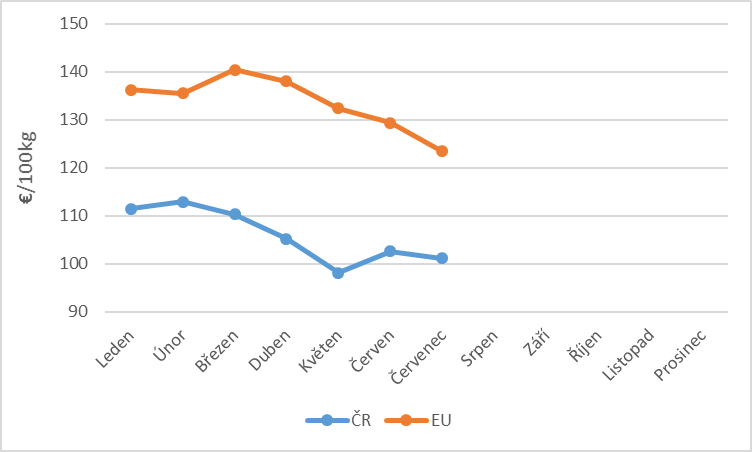 €/100kg
150
140
130
120
110
100
90
Leden Únor Březen Duben Květen Červen Červenec Srpen Září Říjen Listopad Prosinec
ČR EU